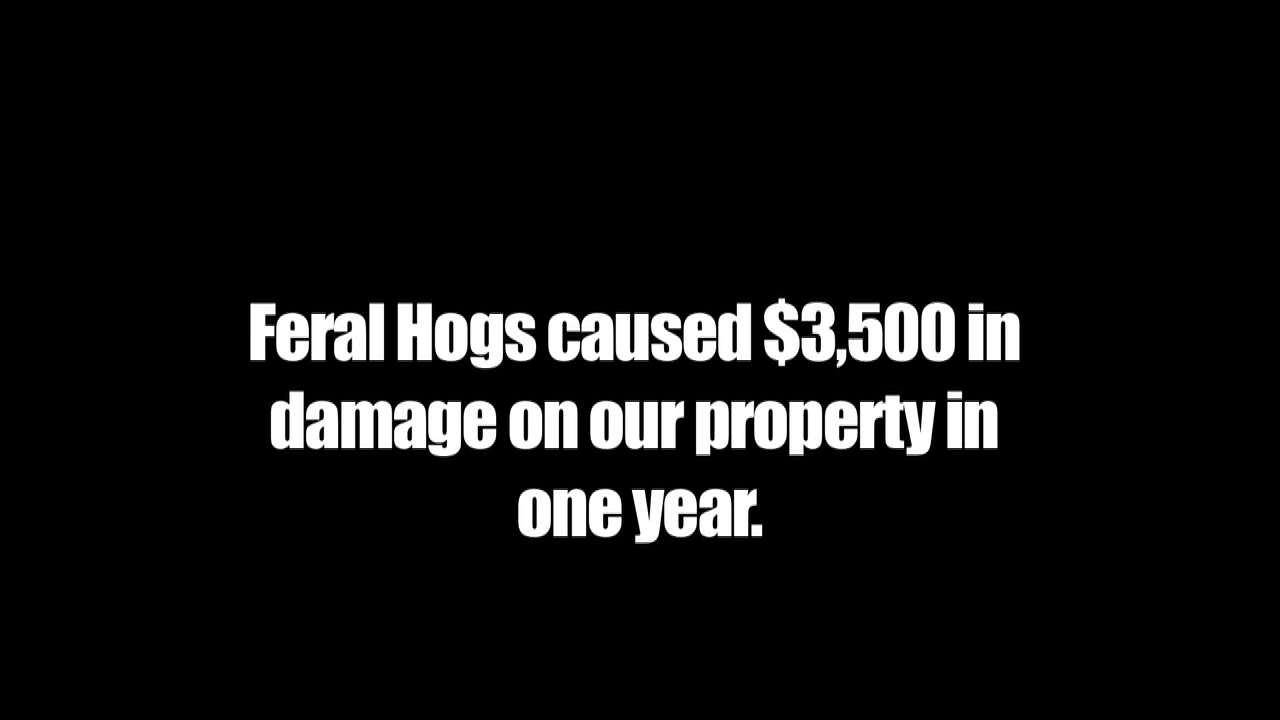 Feral Hogs caused $3,500 in
damage on our property in
one year.